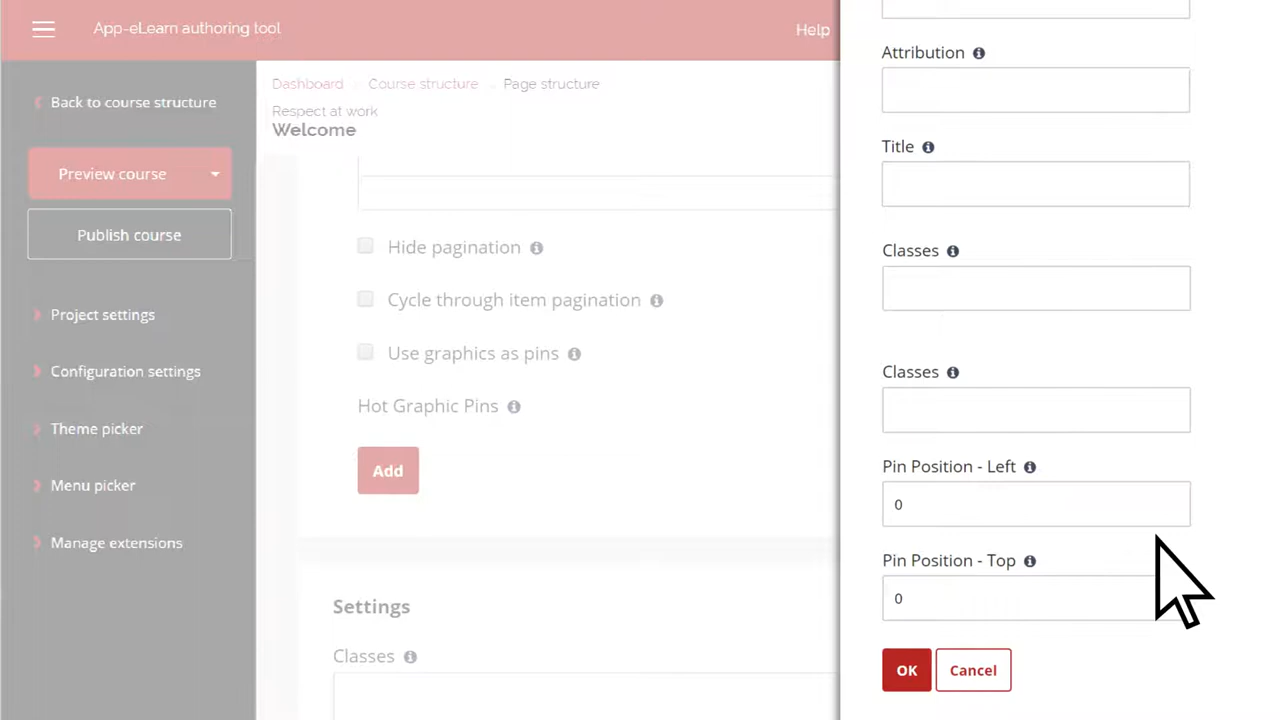 App-eLearn authoring tool
Help
Back to course structure
Preview course
Publish course
Project settings
Configuration settings
Theme picker
Menu picker
Manage extensions
Dashboard Course structure Page structure
Respect at work
Welcome
Hide pagination
Cycle through item pagination
Use graphics as pins
Hot Graphic Pins
Add
Settings
Classes
Attribution
Title
Classes
Classes
Pin Position - Left
0
Pin Position - Top
0
OK Cancel